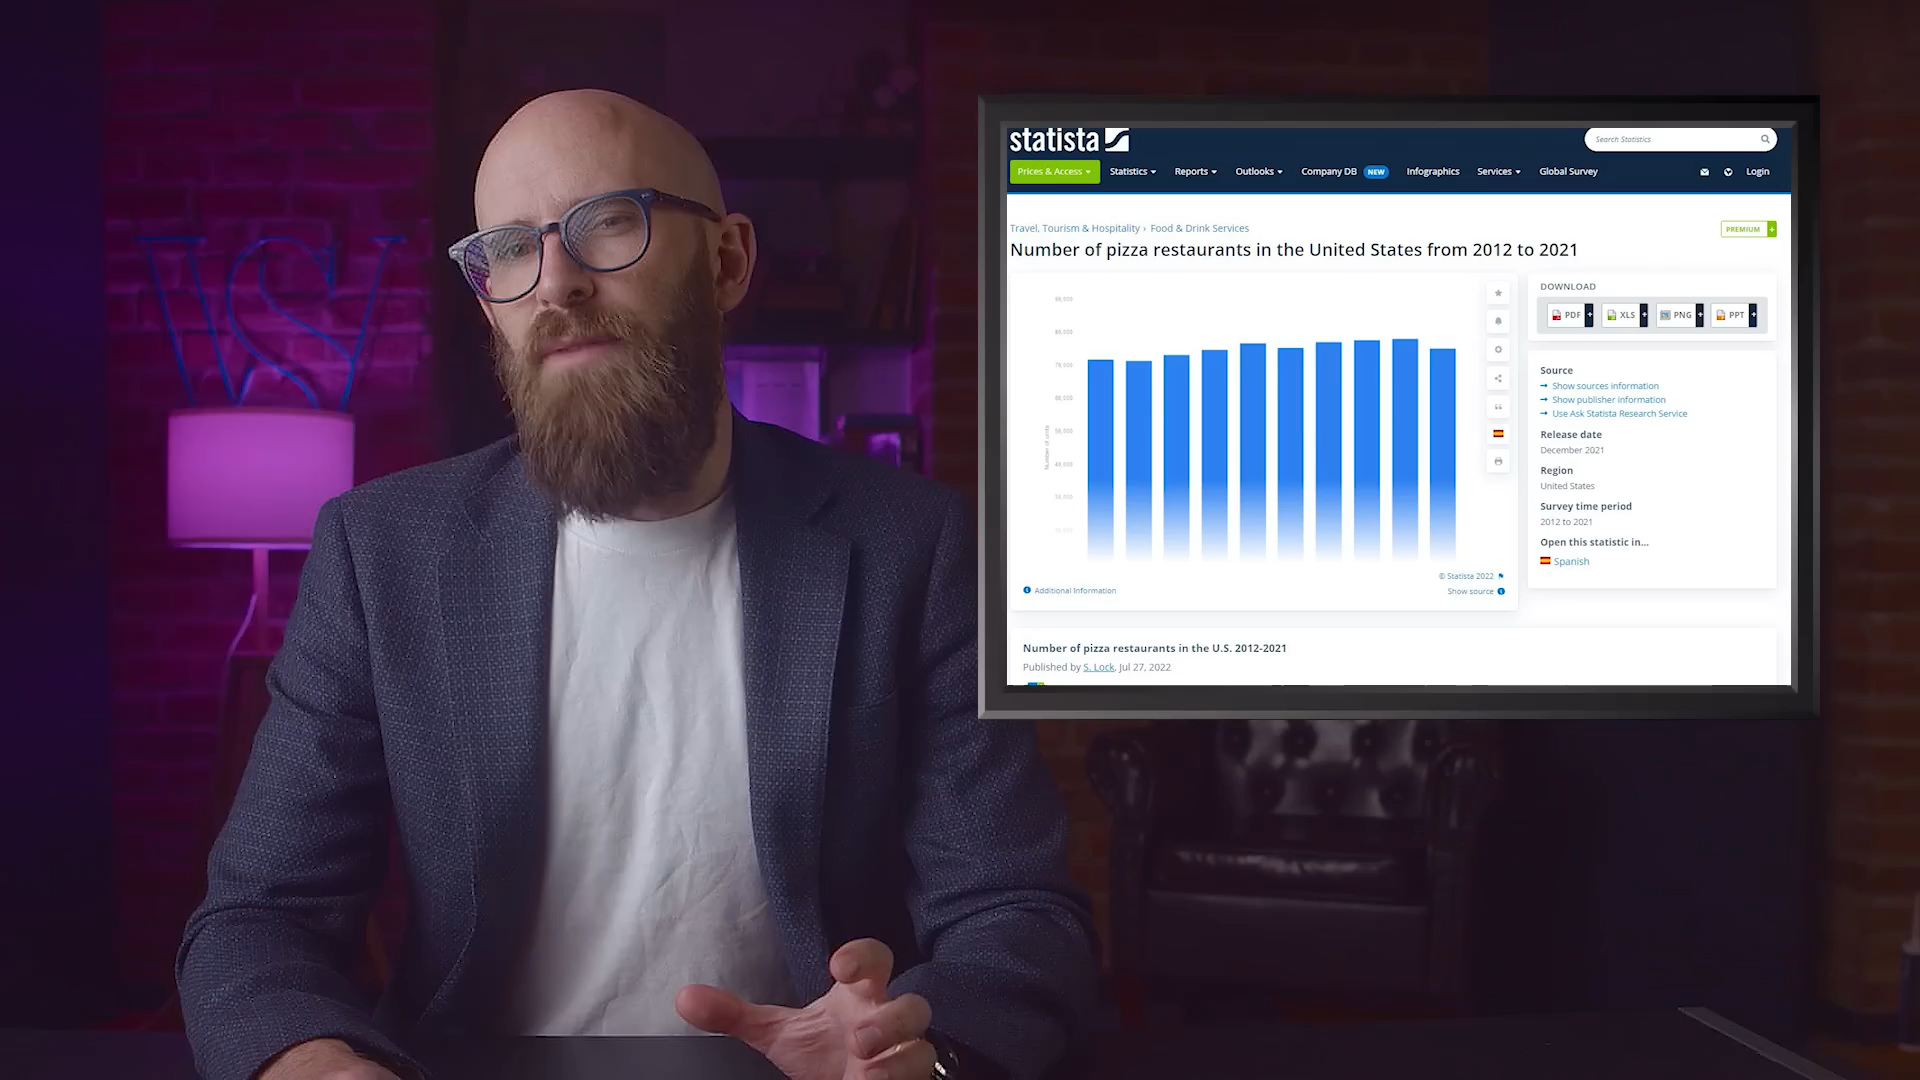 statista
Search Statistics
Prices & Access
Statistics
Reports
Outlooks
Company DB NEW
Infographics
Services
Global Survey
Login
Travel, Tourism & Hospitality › Food & Drink Services
PREMIUM +
Number of pizza restaurants in the United States from 2012 to 2021
Number of units
DOWNLOAD
PDF +
XLS +
PNG +
PPT +
Source
Show sources information
Show publisher information
Use Ask Statista Research Service
Release date
December 2021
Region
United States
Survey time period
2012 to 2021
Open this statistic in...
Spanish
© Statista 2022
Additional Information
Show source
Number of pizza restaurants in the U.S. 2012-2021
Published by S. Lock, Jul 27, 2022